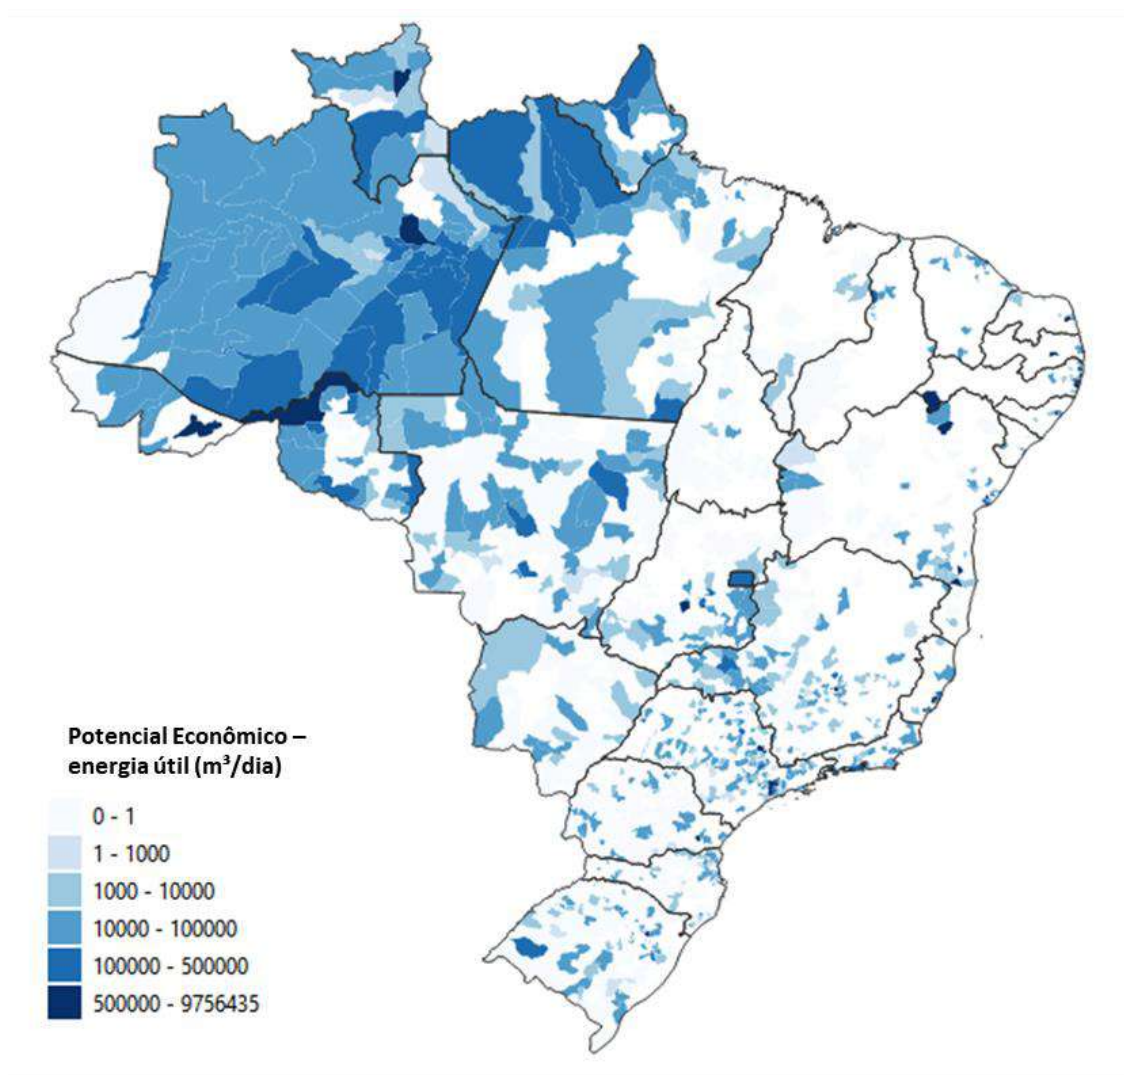 Potencial Econômico –
energia útil (m³/dia)
0 - 1
1 - 1000
1000 - 10000
10000 - 100000
100000 - 500000
500000 - 9756435